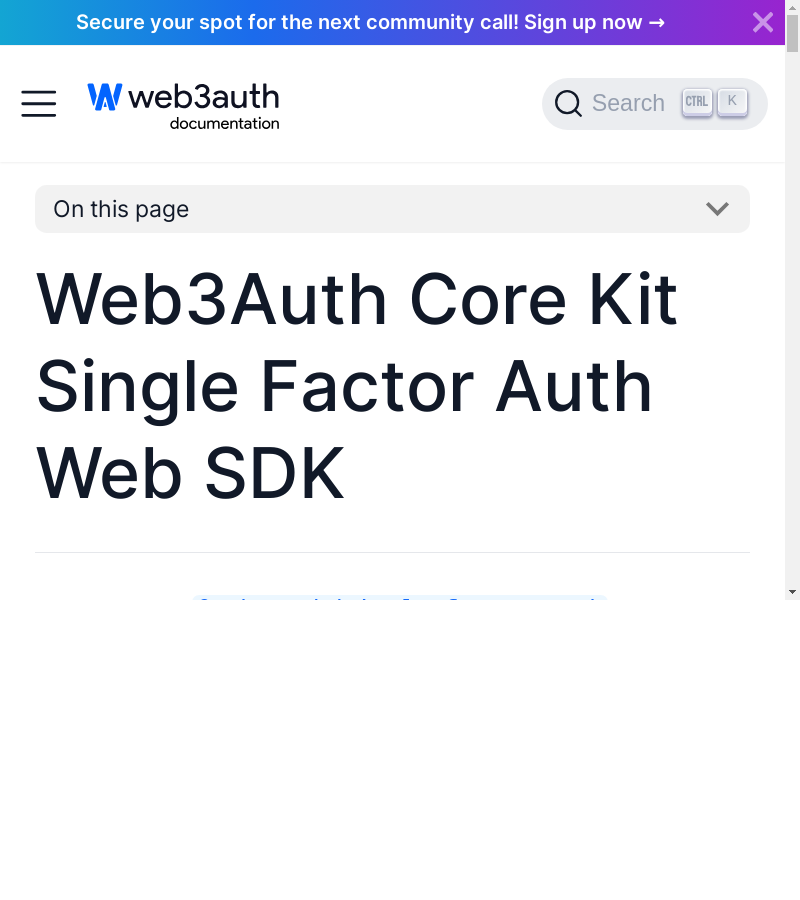 Secure your spot for the next community call! Sign up now →
web3auth
documentation
Search CTRL K
On this page
Web3Auth Core Kit
Single Factor Auth
Web SDK